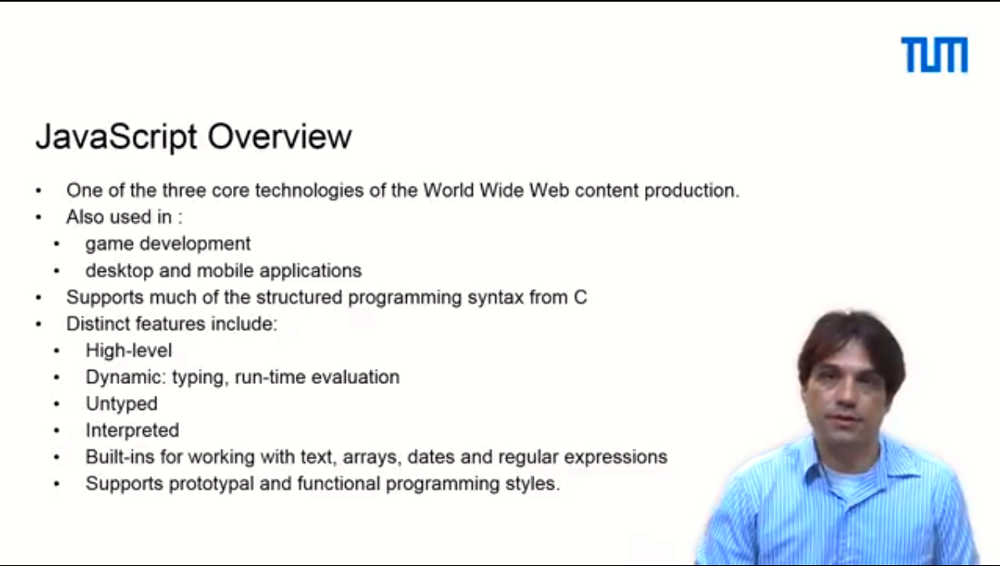 TUM
JavaScript Overview
• One of the three core technologies of the World Wide Web content production.
• Also used in :
• game development
• desktop and mobile applications
• Supports much of the structured programming syntax from C
• Distinct features include:
• High-level
• Dynamic: typing, run-time evaluation
• Untyped
• Interpreted
• Built-ins for working with text, arrays, dates and regular expressions
• Supports prototypal and functional programming styles.